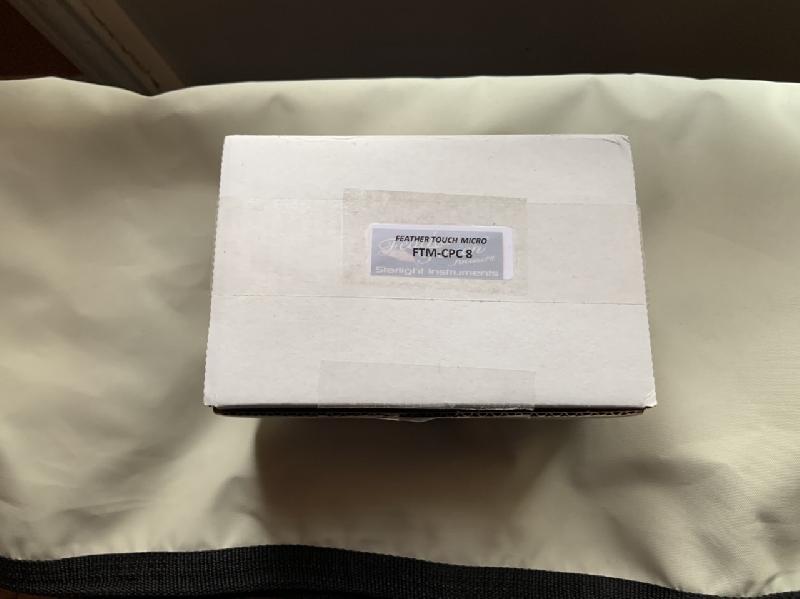 FEATHER TOUCH MICRO
FTM-CPC 8
Starlight Instruments